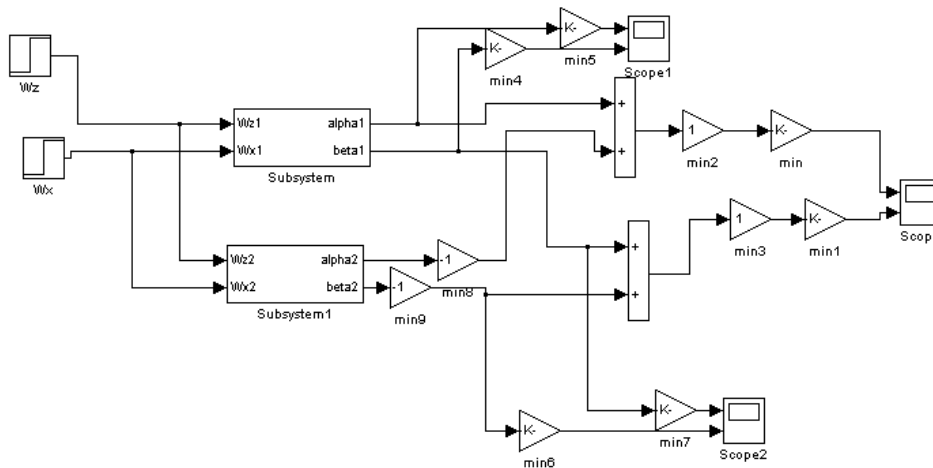 K-
min5
K-
min4
Scope1
Wz
Wz1
alpha1
Wx1
beta1
Subsystem
Wx
+
+
1
min2
K-
min
Scop
1
min3
K-
min1
+
+
Wz2
alpha2
Wx2
beta2
Subsystem1
-1
min8
-1
min9
K-
min7
K-
min6
Scope2